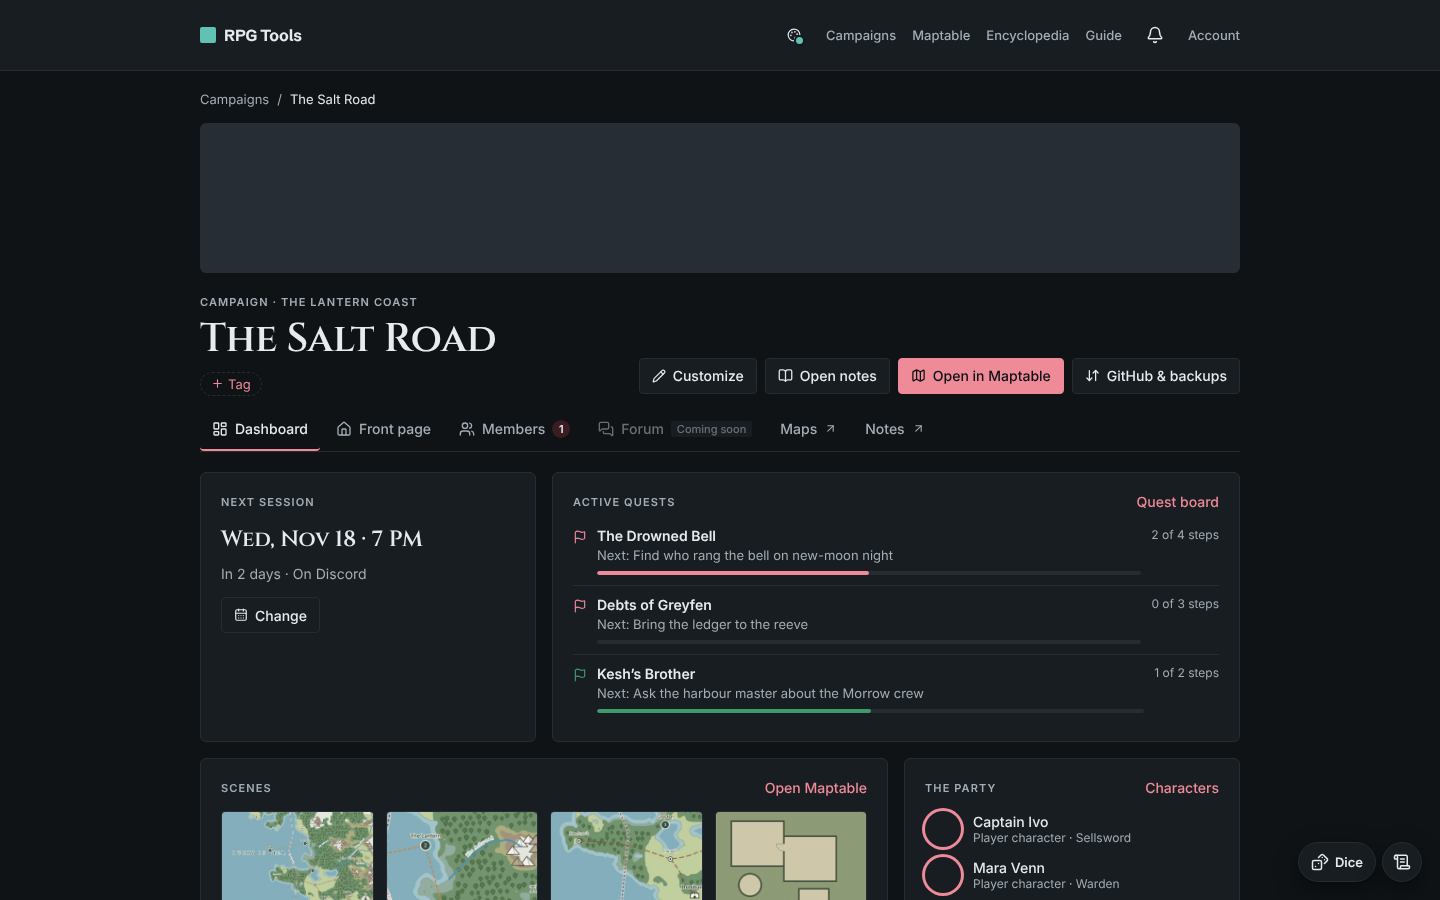 RPG Tools
Campaigns Maptable Encyclopedia Guide Account
Campaigns / The Salt Road
CAMPAIGN · THE LANTERN COAST
The Salt Road
+ Tag
Customize Open notes Open in Maptable GitHub & backups
Dashboard Front page Members 1 Forum Coming soon Maps Notes
NEXT SESSION
Wed, Nov 18 · 7 PM
In 2 days · On Discord
Change
ACTIVE QUESTS Quest board
The Drowned Bell 2 of 4 steps
Next: Find who rang the bell on new-moon night
Debts of Greyfen 0 of 3 steps
Next: Bring the ledger to the reeve
Kesh’s Brother 1 of 2 steps
Next: Ask the harbour master about the Morrow crew
SCENES Open Maptable
THE PARTY Characters
Captain Ivo
Player character · Sellsword
Mara Venn
Player character · Warden
Dice